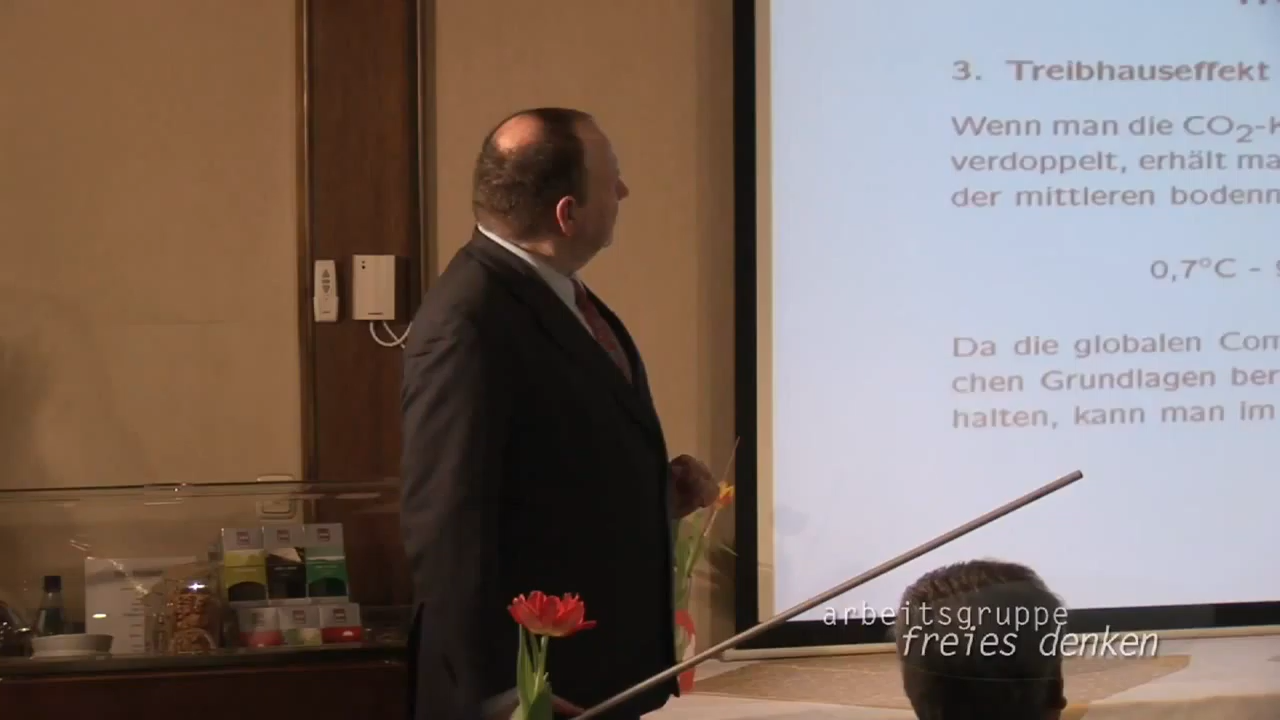 3. Treibhauseffekt
Wenn man die CO₂-K
verdoppelt, erhält ma
der mittleren boden
0,7°C -
Da die globalen Com
chen Grundlagen ber
halten, kann man im
arbeitsgruppe
freies denken